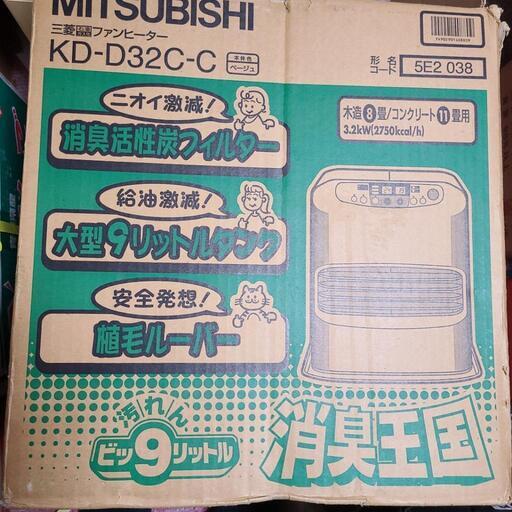 MITSUBISHI
三菱石油ファンヒーター
KD-D32C-C
本体色
ベージュ
形名
コード
5E2 038
木造8畳/コンクリート11畳用
3.2kW(2750kcal/h)
ニオイ激減!
消臭活性炭フィルター
給油激減!
大型9リットルタンク
安全発想!
植毛ルーバー
汚れん
ビッ9リットル
消臭王国